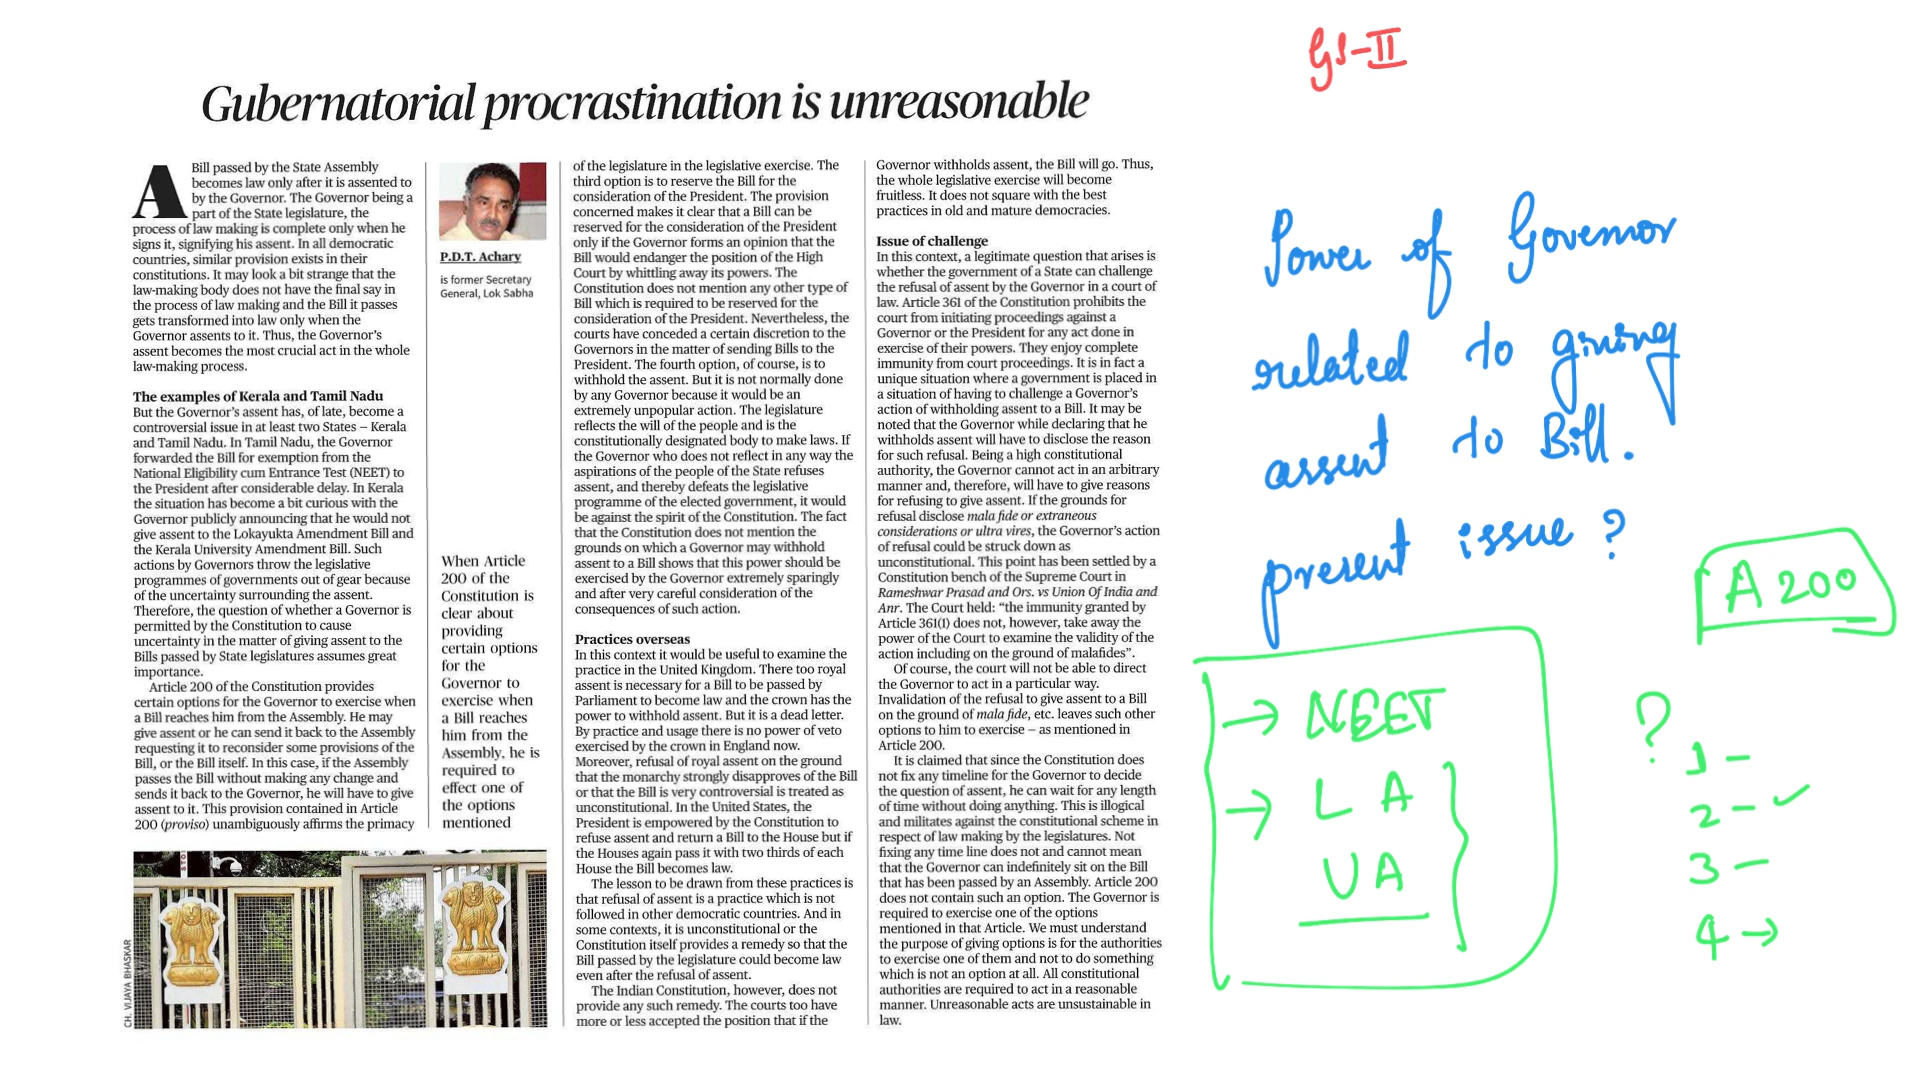 Gubernatorial procrastination is unreasonable
A Bill passed by the State Assembly
becomes law only after it is assented to
by the Governor. The Governor being a
part of the State legislature, the
process of law making is complete only when he
signs it, signifying his assent. In all democratic
countries, similar provision exists in their
constitutions. It may look a bit strange that the
law-making body does not have the final say in
the process of law making and the Bill it passes
gets transformed into law only when the
Governor assents to it. Thus, the Governor's
assent becomes the most crucial act in the whole
law-making process.
The examples of Kerala and Tamil Nadu
But the Governor's assent has, of late, become a
controversial issue in at least two States – Kerala
and Tamil Nadu. In Tamil Nadu, the Governor
forwarded the Bill for exemption from the
National Eligibility cum Entrance Test (NEET) to
the President after considerable delay. In Kerala
the situation has become a bit curious with the
Governor publicly announcing that he would not
give assent to the Lokayukta Amendment Bill and
the Kerala University Amendment Bill. Such
actions by Governors throw the legislative
programmes of governments out of gear because
of the uncertainty surrounding the assent.
Therefore, the question of whether a Governor is
permitted by the Constitution to cause
uncertainty in the matter of giving assent to the
Bills passed by State legislatures assumes great
importance.
Article 200 of the Constitution provides
certain options for the Governor to exercise when
a Bill reaches him from the Assembly. He may
give assent or he can send it back to the Assembly
requesting it to reconsider some provisions of the
Bill, or the Bill itself. In this case, if the Assembly
passes the Bill without making any change and
sends it back to the Governor, he will have to give
assent to it. This provision contained in Article
200 (proviso) unambiguously affirms the primacy
CH. VIJAYA BHASKAR
P.D.T. Achary
is former Secretary
General, Lok Sabha
When Article
200 of the
Constitution is
clear about
providing
certain options
for the
Governor to
exercise when
a Bill reaches
him from the
Assembly, he is
required to
effect one of
the options
mentioned
of the legislature in the legislative exercise. The
third option is to reserve the Bill for the
consideration of the President. The provision
concerned makes it clear that a Bill can be
reserved for the consideration of the President
only if the Governor forms an opinion that the
Bill would endanger the position of the High
Court by whittling away its powers. The
Constitution does not mention any other type of
Bill which is required to be reserved for the
consideration of the President. Nevertheless, the
courts have conceded a certain discretion to the
Governors in the matter of sending Bills to the
President. The fourth option, of course, is to
withhold the assent. But it is not normally done
by any Governor because it would be an
extremely unpopular action. The legislature
reflects the will of the people and is the
constitutionally designated body to make laws. If
the Governor who does not reflect in any way the
aspirations of the people of the State refuses
assent, and thereby defeats the legislative
programme of the elected government, it would
be against the spirit of the Constitution. The fact
that the Constitution does not mention the
grounds on which a Governor may withhold
assent to a Bill shows that this power should be
exercised by the Governor extremely sparingly
and after very careful consideration of the
consequences of such action.
Practices overseas
In this context it would be useful to examine the
practice in the United Kingdom. There too royal
assent is necessary for a Bill to be passed by
Parliament to become law and the crown has the
power to withhold assent. But it is a dead letter.
By practice and usage there is no power of veto
exercised by the crown in England now.
Moreover, refusal of royal assent on the ground
that the monarchy strongly disapproves of the Bill
or that the Bill is very controversial is treated as
unconstitutional. In the United States, the
President is empowered by the Constitution to
refuse assent and return a Bill to the House but if
the Houses again pass it with two thirds of each
House the Bill becomes law.
The lesson to be drawn from these practices is
that refusal of assent is a practice which is not
followed in other democratic countries. And in
some contexts, it is unconstitutional or the
Constitution itself provides a remedy so that the
Bill passed by the legislature could become law
even after the refusal of assent.
The Indian Constitution, however, does not
provide any such remedy. The courts too have
more or less accepted the position that if the
Governor withholds assent, the Bill will go. Thus,
the whole legislative exercise will become
fruitless. It does not square with the best
practices in old and mature democracies.
Issue of challenge
In this context, a legitimate question that arises is
whether the government of a State can challenge
the refusal of assent by the Governor in a court of
law. Article 361 of the Constitution prohibits the
court from initiating proceedings against a
Governor or the President for any act done in
exercise of their powers. They enjoy complete
immunity from court proceedings. It is in fact a
unique situation where a government is placed in
a situation of having to challenge a Governor's
action of withholding assent to a Bill. It may be
noted that the Governor while declaring that he
withholds assent will have to disclose the reason
for such refusal. Being a high constitutional
authority, the Governor cannot act in an arbitrary
manner and, therefore, will have to give reasons
for refusing to give assent. If the grounds for
refusal disclose mala fide or extraneous
considerations or ultra vires, the Governor's action
of refusal could be struck down as
unconstitutional. This point has been settled by a
Constitution bench of the Supreme Court in
Rameshwar Prasad and Ors. vs Union Of India and
Anr. The Court held: "the immunity granted by
Article 361(1) does not, however, take away the
power of the Court to examine the validity of the
action including on the ground of malafides".
Of course, the court will not be able to direct
the Governor to act in a particular way.
Invalidation of the refusal to give assent to a Bill
on the ground of mala fide, etc. leaves such other
options to him to exercise – as mentioned in
Article 200.
It is claimed that since the Constitution does
not fix any timeline for the Governor to decide
the question of assent, he can wait for any length
of time without doing anything. This is illogical
and militates against the constitutional scheme in
respect of law making by the legislatures. Not
fixing any time line does not and cannot mean
that the Governor can indefinitely sit on the Bill
that has been passed by an Assembly. Article 200
does not contain such an option. The Governor is
required to exercise one of the options
mentioned in that Article. We must understand
the purpose of giving options is for the authorities
to exercise one of them and not to do something
which is not an option at all. All constitutional
authorities are required to act in a reasonable
manner. Unreasonable acts are unsustainable in
law.
GS-II
Power of Governor
related to giving
assent to Bill.
present issue ?
A 200
→ NEET
→ L A
U A
?
1 –
2 – ✓
3 –
4 →